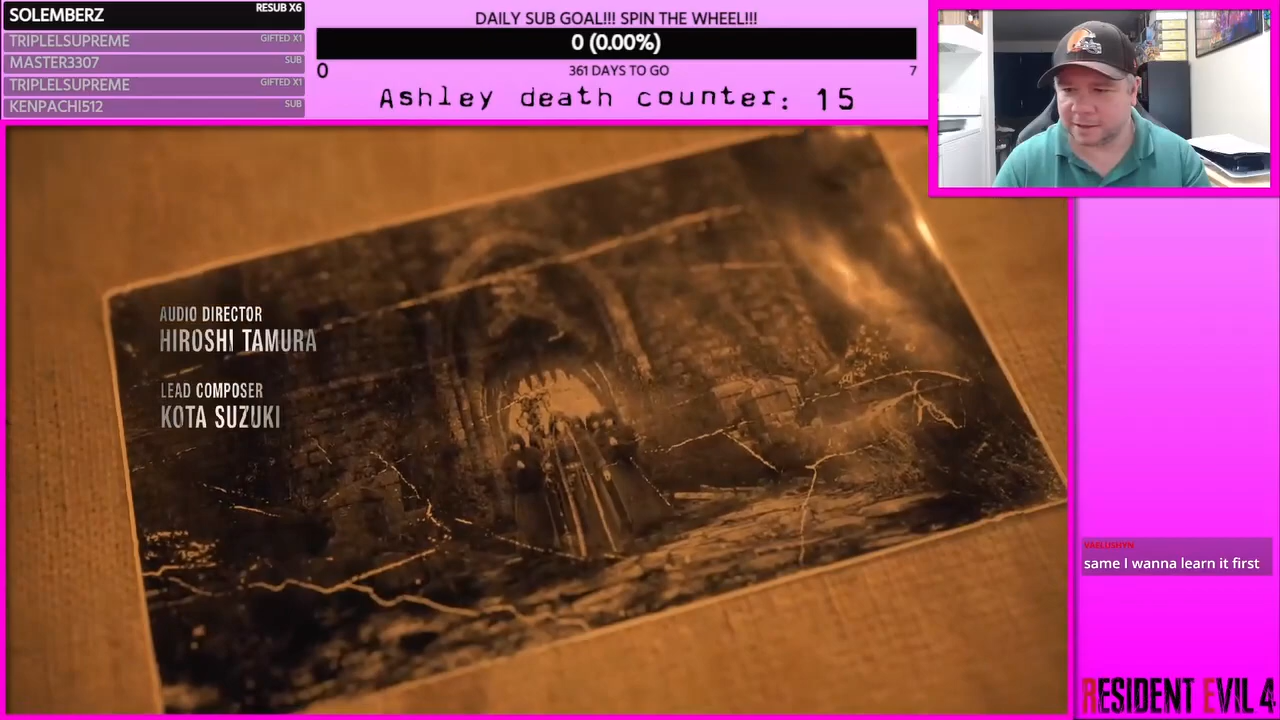 SOLEMBERZ RESUB X6
TRIPLELSUPREME GIFTED X1
MASTER3307 SUB
TRIPLELSUPREME GIFTED X1
KENPACHI512 SUB
DAILY SUB GOAL!!! SPIN THE WHEEL!!!
0 (0.00%)
0 361 DAYS TO GO 7
Ashley death counter: 15
AUDIO DIRECTOR
HIROSHI TAMURA
LEAD COMPOSER
KOTA SUZUKI
VAELUSHYN
same I wanna learn it first
RESIDENT EVIL 4